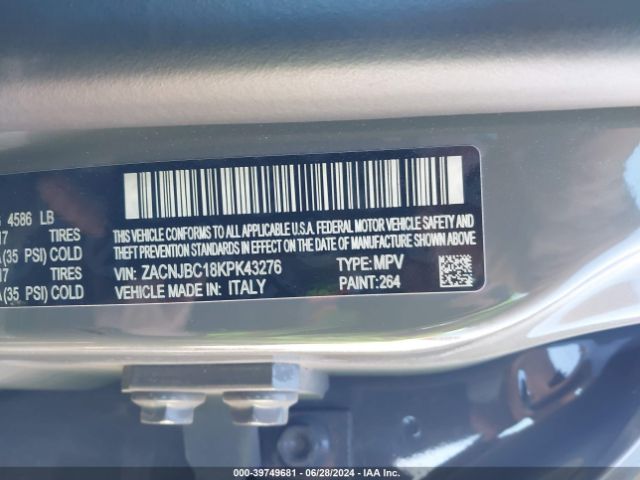 G 4586 LB
17 TIRES
(35 PSI) COLD
17 TIRES
(35 PSI) COLD
THIS VEHICLE CONFORMS TO ALL APPLICABLE U.S.A. FEDERAL MOTOR VEHICLE SAFETY AND
THEFT PREVENTION STANDARDS IN EFFECT ON THE DATE OF MANUFACTURE SHOWN ABOVE.
VIN: ZACNJBC18KPK43276 TYPE: MPV
VEHICLE MADE IN: ITALY PAINT: 264
000-39749681 - 06/28/2024 - IAA Inc.